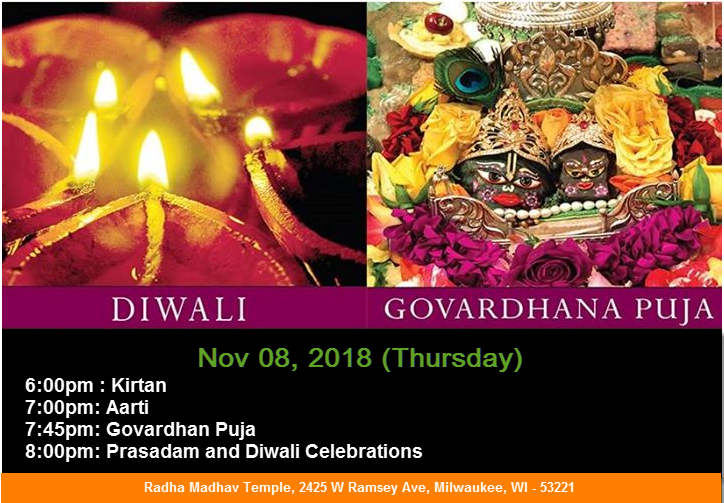 DIWALI
GOVARDHANA PUJA
Nov 08, 2018 (Thursday)
6:00pm : Kirtan
7:00pm: Aarti
7:45pm: Govardhan Puja
8:00pm: Prasadam and Diwali Celebrations
Radha Madhav Temple, 2425 W Ramsey Ave, Milwaukee, WI - 53221